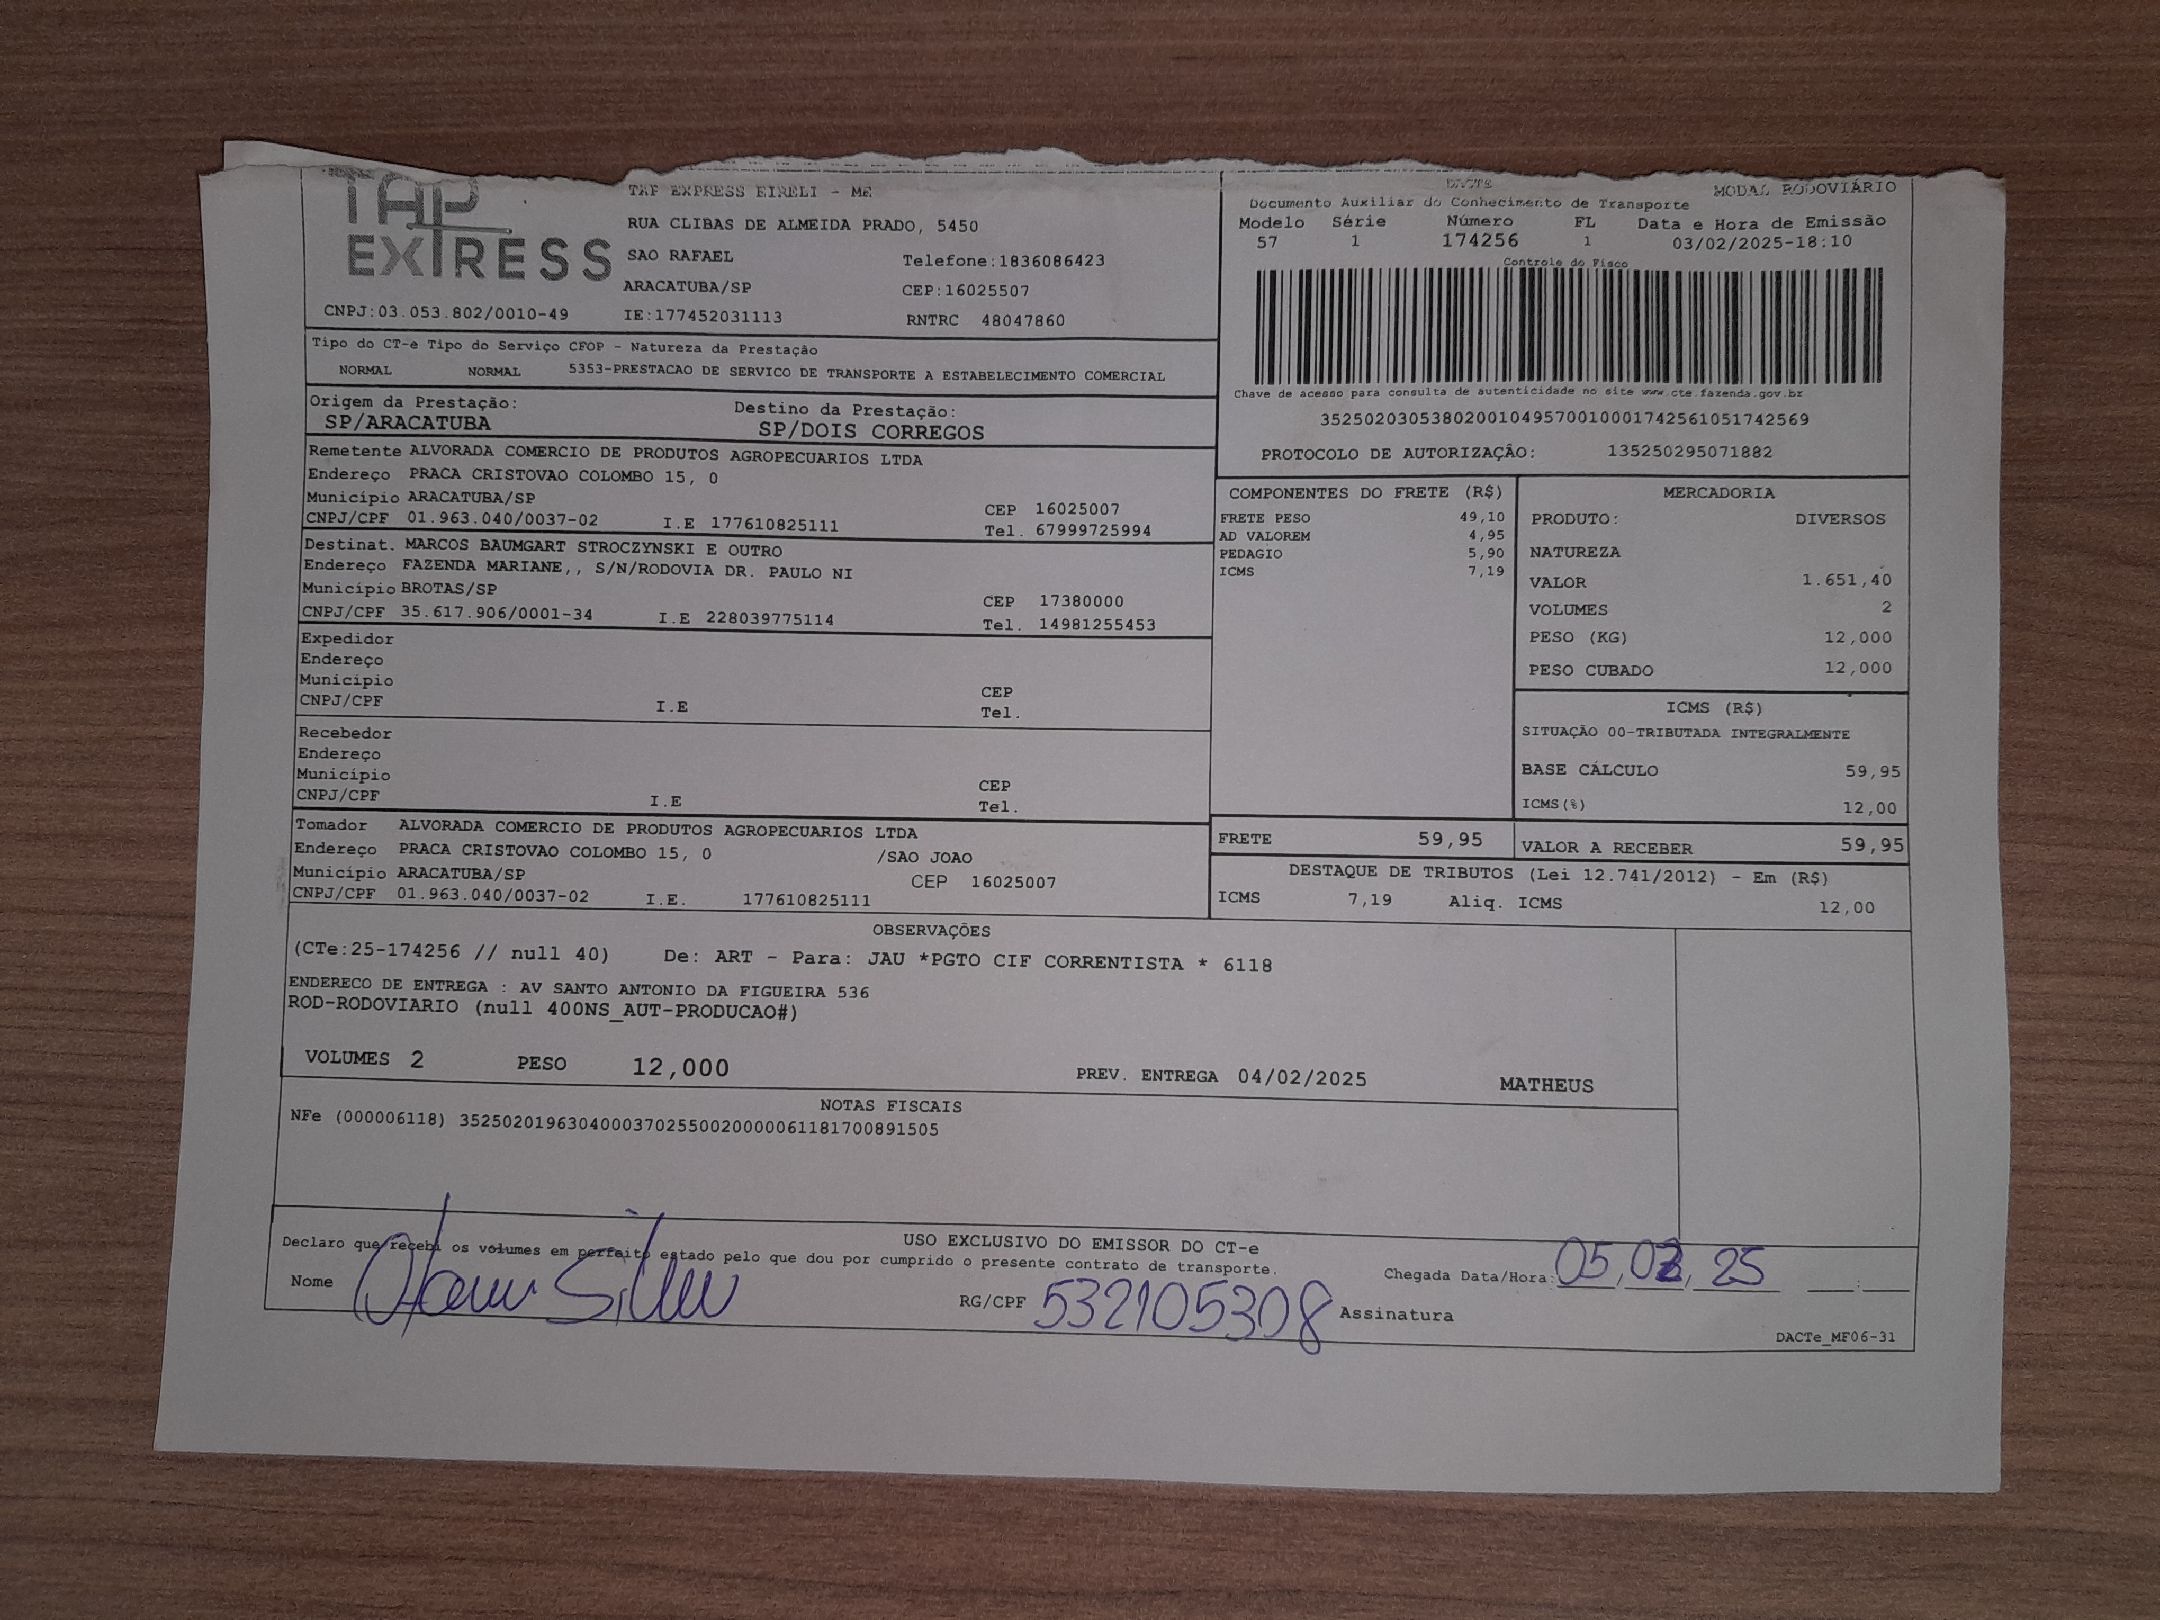 TAP
EXPRESS
TAP EXPRESS EIRELI - ME
RUA CLIBAS DE ALMEIDA PRADO, 5450
SAO RAFAEL
Telefone:1836086423
ARACATUBA/SP
CEP:16025507
CNPJ:03.053.802/0010-49
IE:177452031113
RNTRC 48047860
DACTE
MODAL RODOVIÁRIO
Documento Auxiliar do Conhecimento de Transporte
Modelo Série Número FL Data e Hora de Emissão
57 1 174256 1 03/02/2025-18:10
Controle do Fisco
Chave de acesso para consulta de autenticidade no site www.cte.fazenda.gov.br
35250203053802001049570010001742561051742569
PROTOCOLO DE AUTORIZAÇÃO: 135250295071882
Tipo do CT-e Tipo do Serviço CFOP - Natureza da Prestação
NORMAL NORMAL 5353-PRESTACAO DE SERVICO DE TRANSPORTE A ESTABELECIMENTO COMERCIAL
Origem da Prestação: Destino da Prestação:
SP/ARACATUBA SP/DOIS CORREGOS
Remetente ALVORADA COMERCIO DE PRODUTOS AGROPECUARIOS LTDA
Endereço PRACA CRISTOVAO COLOMBO 15, 0
Município ARACATUBA/SP CEP 16025007
CNPJ/CPF 01.963.040/0037-02 I.E 177610825111 Tel. 67999725994
Destinat. MARCOS BAUMGART STROCZYNSKI E OUTRO
Endereço FAZENDA MARIANE,, S/N/RODOVIA DR. PAULO NI
Município BROTAS/SP CEP 17380000
CNPJ/CPF 35.617.906/0001-34 I.E 228039775114 Tel. 14981255453
Expedidor
Endereço
Município CEP
CNPJ/CPF I.E Tel.
Recebedor
Endereço
Município CEP
CNPJ/CPF I.E Tel.
Tomador ALVORADA COMERCIO DE PRODUTOS AGROPECUARIOS LTDA
Endereço PRACA CRISTOVAO COLOMBO 15, 0 /SAO JOAO
Município ARACATUBA/SP CEP 16025007
CNPJ/CPF 01.963.040/0037-02 I.E. 177610825111
COMPONENTES DO FRETE (R$)
FRETE PESO 49,10
AD VALOREM 4,95
PEDAGIO 5,90
ICMS 7,19
MERCADORIA
PRODUTO: DIVERSOS
NATUREZA
VALOR 1.651,40
VOLUMES 2
PESO (KG) 12,000
PESO CUBADO 12,000
ICMS (R$)
SITUAÇÃO 00-TRIBUTADA INTEGRALMENTE
BASE CÁLCULO 59,95
ICMS(%) 12,00
FRETE 59,95 VALOR A RECEBER 59,95
DESTAQUE DE TRIBUTOS (Lei 12.741/2012) - Em (R$)
ICMS 7,19 Aliq. ICMS 12,00
OBSERVAÇÕES
(CTe:25-174256 // null 40) De: ART - Para: JAU *PGTO CIF CORRENTISTA * 6118
ENDERECO DE ENTREGA : AV SANTO ANTONIO DA FIGUEIRA 536
ROD-RODOVIARIO (null 400NS_AUT-PRODUCAO#)
VOLUMES 2 PESO 12,000 PREV. ENTREGA 04/02/2025 MATHEUS
NOTAS FISCAIS
NFe (000006118) 35250201963040003702550020000061181700891505
USO EXCLUSIVO DO EMISSOR DO CT-e
Declaro que recebi os volumes em perfeito estado pelo que dou por cumprido o presente contrato de transporte.
Chegada Data/Hora: 05,02,25 :
Nome Silva RG/CPF 532105308 Assinatura
DACTe_MF06-31